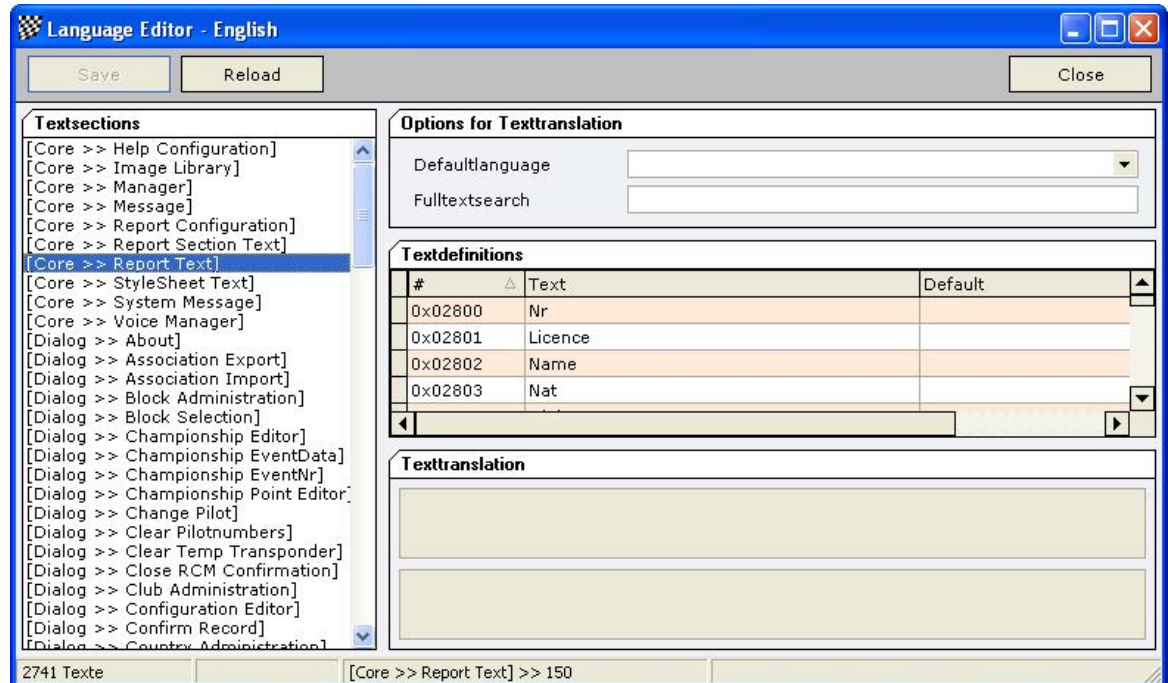 Language Editor - English
Save Reload Close
Textsections
[Core >> Help Configuration]
[Core >> Image Library]
[Core >> Manager]
[Core >> Message]
[Core >> Report Configuration]
[Core >> Report Section Text]
[Core >> Report Text]
[Core >> StyleSheet Text]
[Core >> System Message]
[Core >> Voice Manager]
[Dialog >> About]
[Dialog >> Association Export]
[Dialog >> Association Import]
[Dialog >> Block Administration]
[Dialog >> Block Selection]
[Dialog >> Championship Editor]
[Dialog >> Championship EventData]
[Dialog >> Championship EventNr]
[Dialog >> Championship Point Editor]
[Dialog >> Change Pilot]
[Dialog >> Clear Pilotnumbers]
[Dialog >> Clear Temp Transponder]
[Dialog >> Close RCM Confirmation]
[Dialog >> Club Administration]
[Dialog >> Configuration Editor]
[Dialog >> Confirm Record]
[Dialog >> Country Administration]
Options for Texttranslation
Defaultlanguage
Fulltextsearch
Textdefinitions
# Text Default
0x02800 Nr
0x02801 Licence
0x02802 Name
0x02803 Nat
Texttranslation
2741 Texte [Core >> Report Text] >> 150